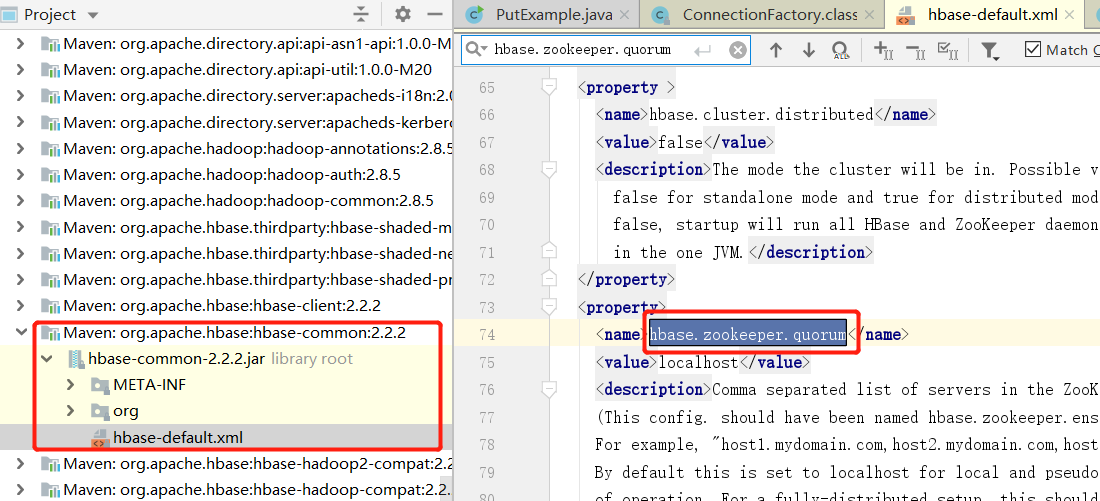 Project
Maven: org.apache.directory.api:api-asn1-api:1.0.0-M
Maven: org.apache.directory.api:api-util:1.0.0-M20
Maven: org.apache.directory.server:apacheds-i18n:2.0
Maven: org.apache.directory.server:apacheds-kerber
Maven: org.apache.hadoop:hadoop-annotations:2.8.5
Maven: org.apache.hadoop:hadoop-auth:2.8.5
Maven: org.apache.hadoop:hadoop-common:2.8.5
Maven: org.apache.hbase.thirdparty:hbase-shaded-m
Maven: org.apache.hbase.thirdparty:hbase-shaded-ne
Maven: org.apache.hbase.thirdparty:hbase-shaded-pr
Maven: org.apache.hbase:hbase-client:2.2.2
Maven: org.apache.hbase:hbase-common:2.2.2
hbase-common-2.2.2.jar library root
META-INF
org
hbase-default.xml
Maven: org.apache.hbase:hbase-hadoop2-compat:2.2
Maven: org.apache.hbase:hbase-hadoop-compat:2.2.
PutExample.java ConnectionFactory.class hbase-default.xml
hbase.zookeeper.quorum Match
65 <property >
66 <name>hbase.cluster.distributed</name>
67 <value>false</value>
68 <description>The mode the cluster will be in. Possible v
69 false for standalone mode and true for distributed mod
70 false, startup will run all HBase and ZooKeeper daemon
71 in the one JVM.</description>
72 </property>
73 <property>
74 <name>hbase.zookeeper.quorum</name>
75 <value>localhost</value>
76 <description>Comma separated list of servers in the ZooK
77 (This config. should have been named hbase.zookeeper.ens
78 For example, "host1.mydomain.com,host2.mydomain.com,host
79 By default this is set to localhost for local and pseudo
80 of operation. For a fully-distributed setup, this should